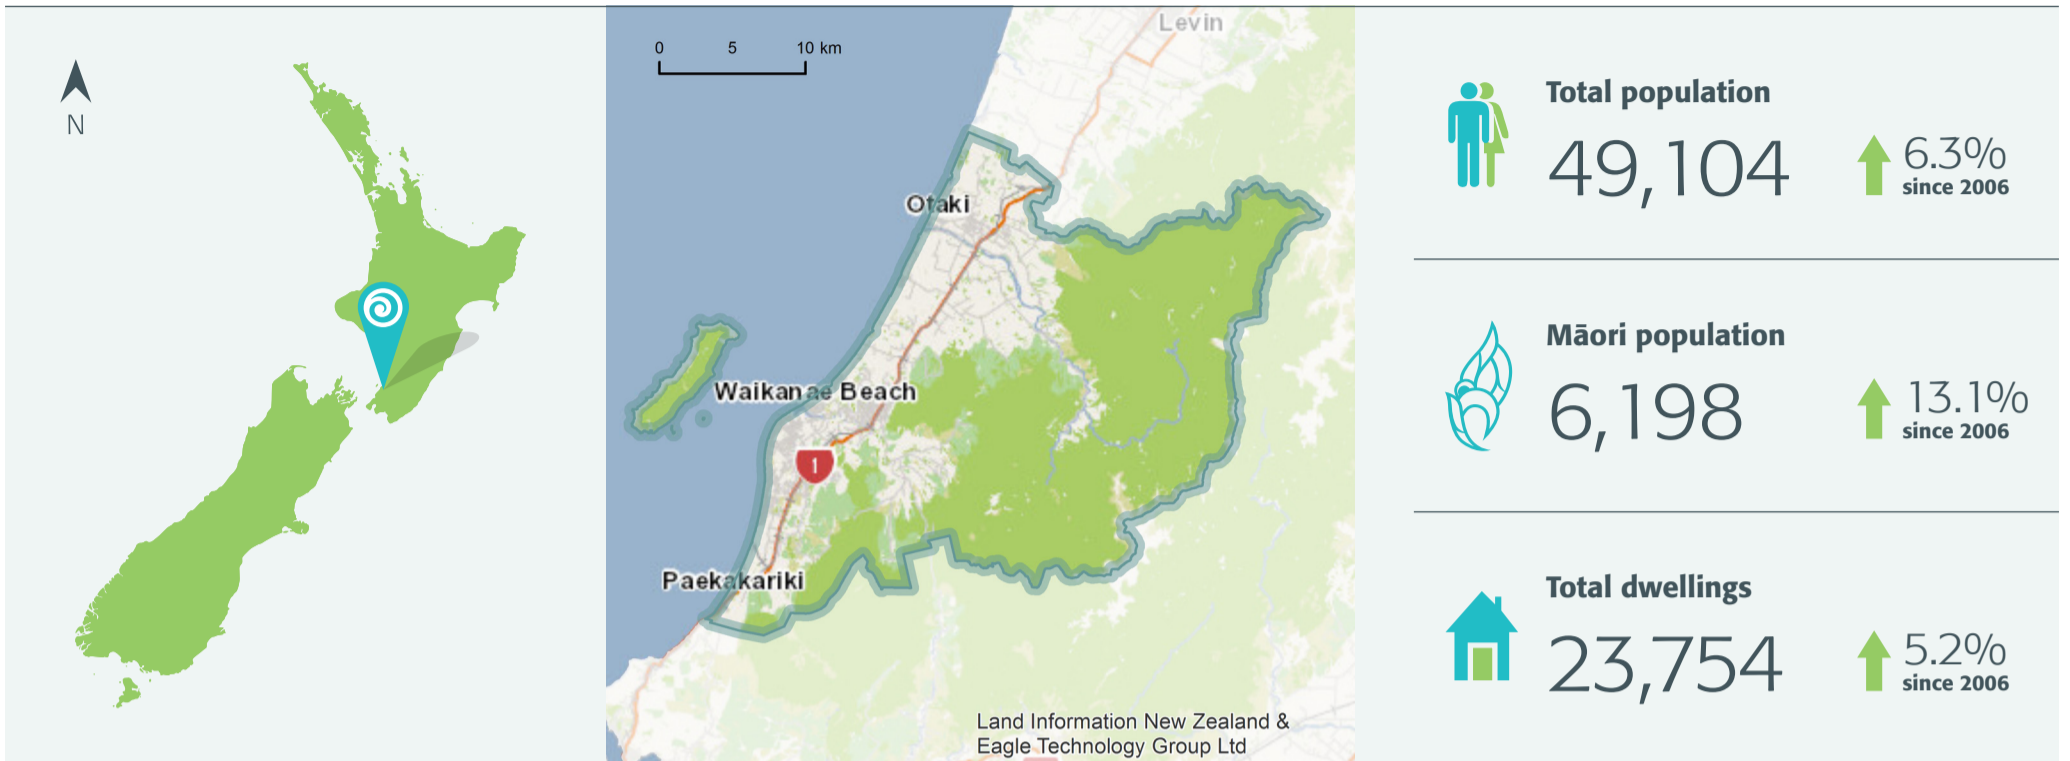 N
0 5 10 km
Levin
Otaki
Waikanae Beach
1
Paekakariki
Land Information New Zealand &
Eagle Technology Group Ltd
Total population
49,104
6.3%
since 2006
Māori population
6,198
13.1%
since 2006
Total dwellings
23,754
5.2%
since 2006